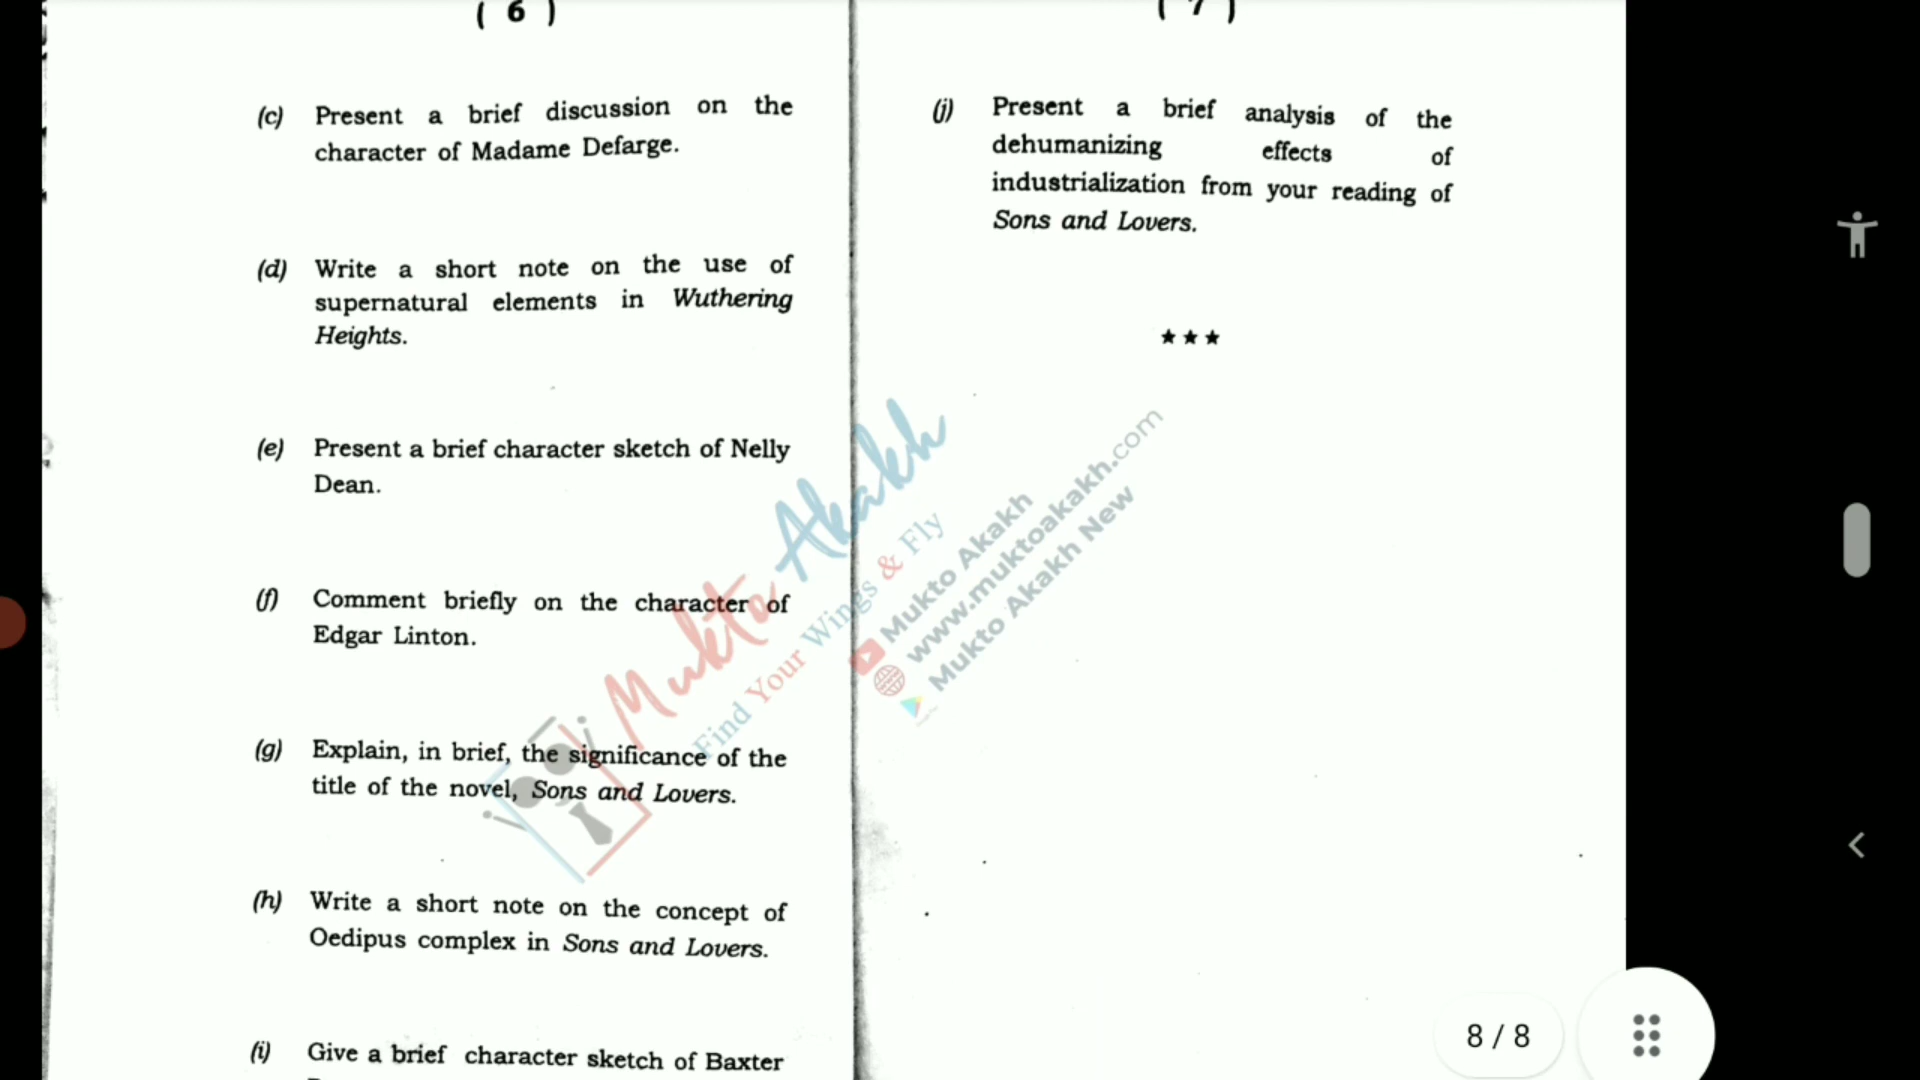 ( 6 )
(c) Present a brief discussion on the
character of Madame Defarge.
(d) Write a short note on the use of
supernatural elements in Wuthering
Heights.
(e) Present a brief character sketch of Nelly
Dean.
(f) Comment briefly on the character of
Edgar Linton.
(g) Explain, in brief, the significance of the
title of the novel, Sons and Lovers.
(h) Write a short note on the concept of
Oedipus complex in Sons and Lovers.
(i) Give a brief character sketch of Baxter
( 7 )
(j) Present a brief analysis of the
dehumanizing effects of
industrialization from your reading of
Sons and Lovers.
★★★
Mukto Akakh
Find Your Wings & Fly
Mukto Akakh
www.muktoakakh.com
Mukto Akakh New
8 / 8